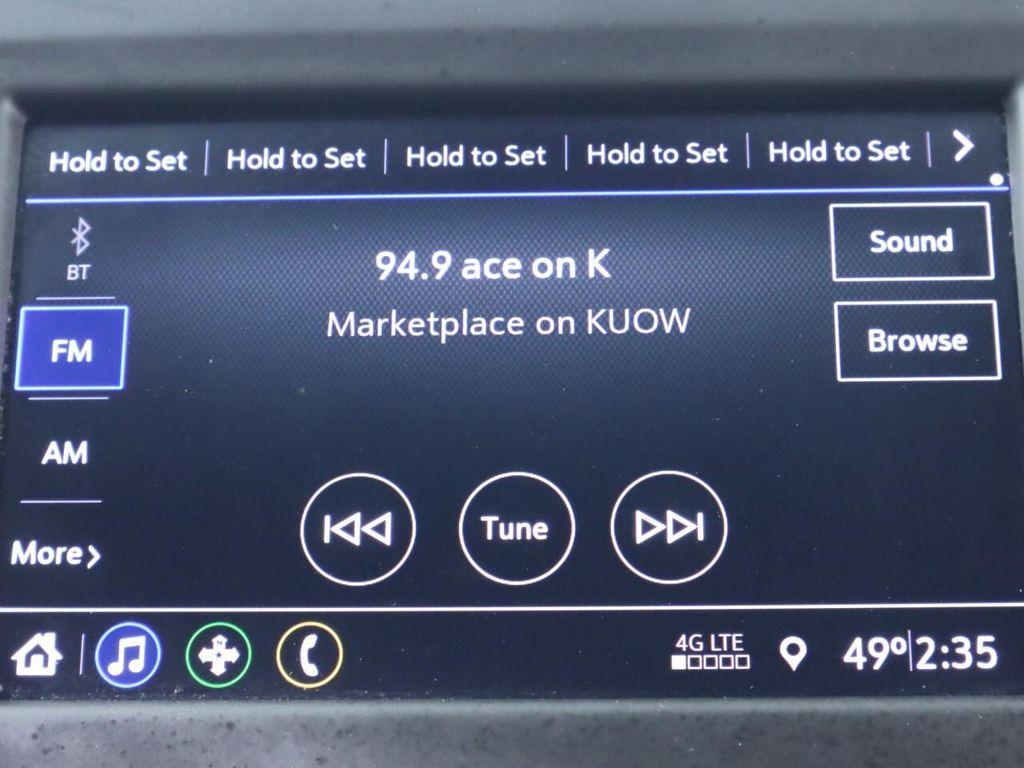 Hold to Set Hold to Set Hold to Set Hold to Set Hold to Set
BT
94.9 ace on K
Sound
Marketplace on KUOW
FM
Browse
AM
Tune
More
N
4G LTE
49° 2:35